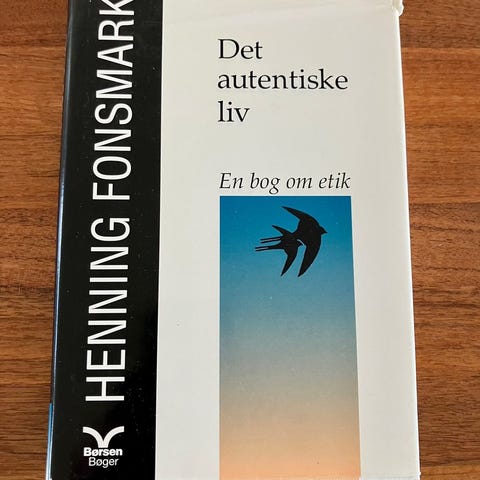 HENNING FONSMARK
Det
autentiske
liv
En bog om etik
Børsen
Bøger